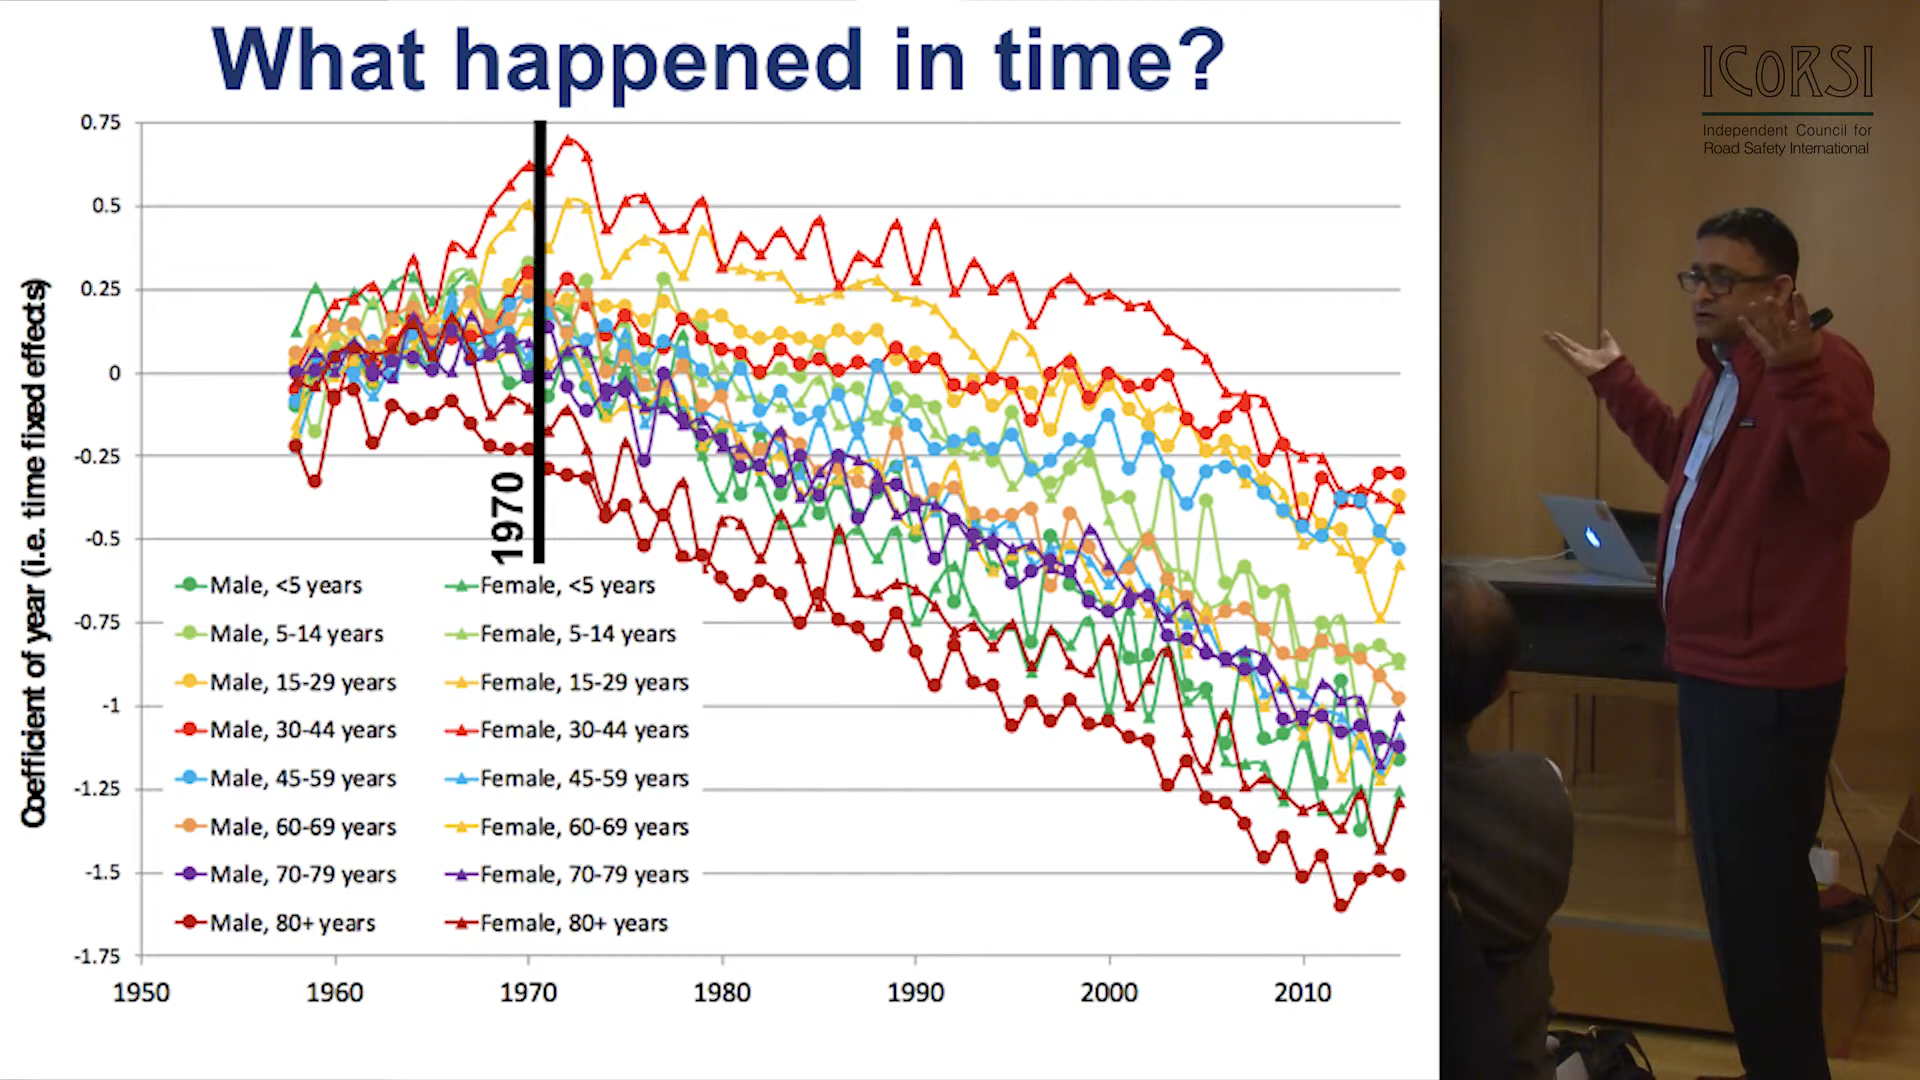 What happened in time?
ICoRSI
Independent Council for
Road Safety International
Coefficient of year (i.e. time fixed effects)
0.75
0.5
0.25
0
-0.25
-0.5
-0.75
-1
-1.25
-1.5
-1.75
1970
Male, <5 years
Female, <5 years
Male, 5-14 years
Female, 5-14 years
Male, 15-29 years
Female, 15-29 years
Male, 30-44 years
Female, 30-44 years
Male, 45-59 years
Female, 45-59 years
Male, 60-69 years
Female, 60-69 years
Male, 70-79 years
Female, 70-79 years
Male, 80+ years
Female, 80+ years
1950
1960
1970
1980
1990
2000
2010